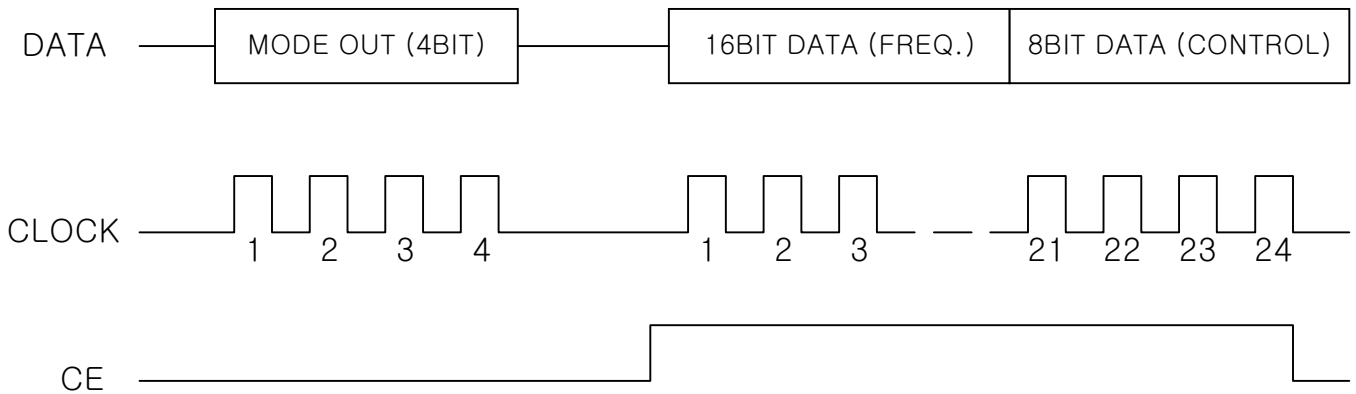 DATA MODE OUT (4BIT) 16BIT DATA (FREQ.) 8BIT DATA (CONTROL)
CLOCK 1 2 3 4 1 2 3 21 22 23 24
CE